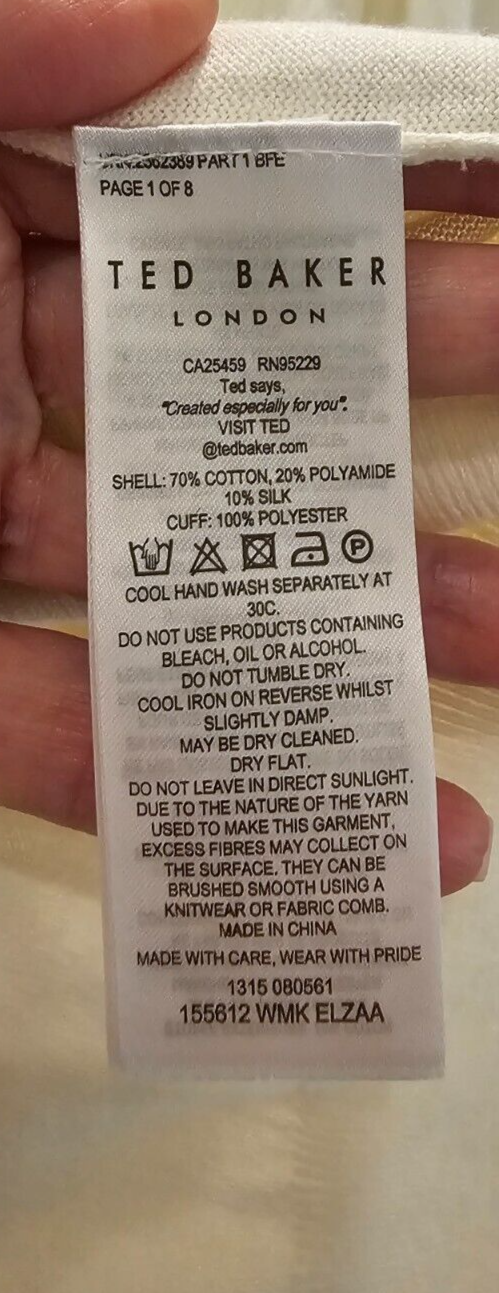 PART 1 BFE
PAGE 1 OF 8
TED BAKER
LONDON
CA25459 RN95229
Ted says,
"Created especially for you".
VISIT TED
@tedbaker.com
SHELL: 70% COTTON, 20% POLYAMIDE
10% SILK
CUFF: 100% POLYESTER
P
COOL HAND WASH SEPARATELY AT
30C.
DO NOT USE PRODUCTS CONTAINING
BLEACH, OIL OR ALCOHOL.
DO NOT TUMBLE DRY.
COOL IRON ON REVERSE WHILST
SLIGHTLY DAMP.
MAY BE DRY CLEANED.
DRY FLAT.
DO NOT LEAVE IN DIRECT SUNLIGHT.
DUE TO THE NATURE OF THE YARN
USED TO MAKE THIS GARMENT,
EXCESS FIBRES MAY COLLECT ON
THE SURFACE. THEY CAN BE
BRUSHED SMOOTH USING A
KNITWEAR OR FABRIC COMB.
MADE IN CHINA
MADE WITH CARE, WEAR WITH PRIDE
1315 080561
155612 WMK ELZAA